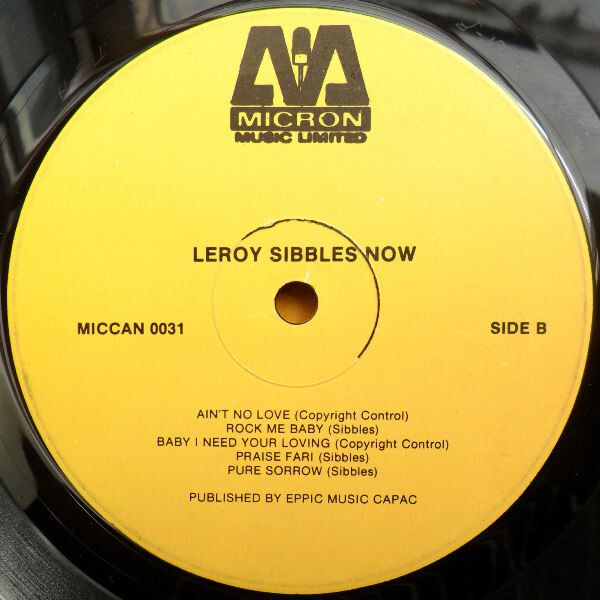 MICRON
MUSIC LIMITED
LEROY SIBBLES NOW
MICCAN 0031
SIDE B
AIN'T NO LOVE (Copyright Control)
ROCK ME BABY (Sibbles)
BABY I NEED YOUR LOVING (Copyright Control)
PRAISE FARI (Sibbles)
PURE SORROW (Sibbles)
PUBLISHED BY EPPIC MUSIC CAPAC